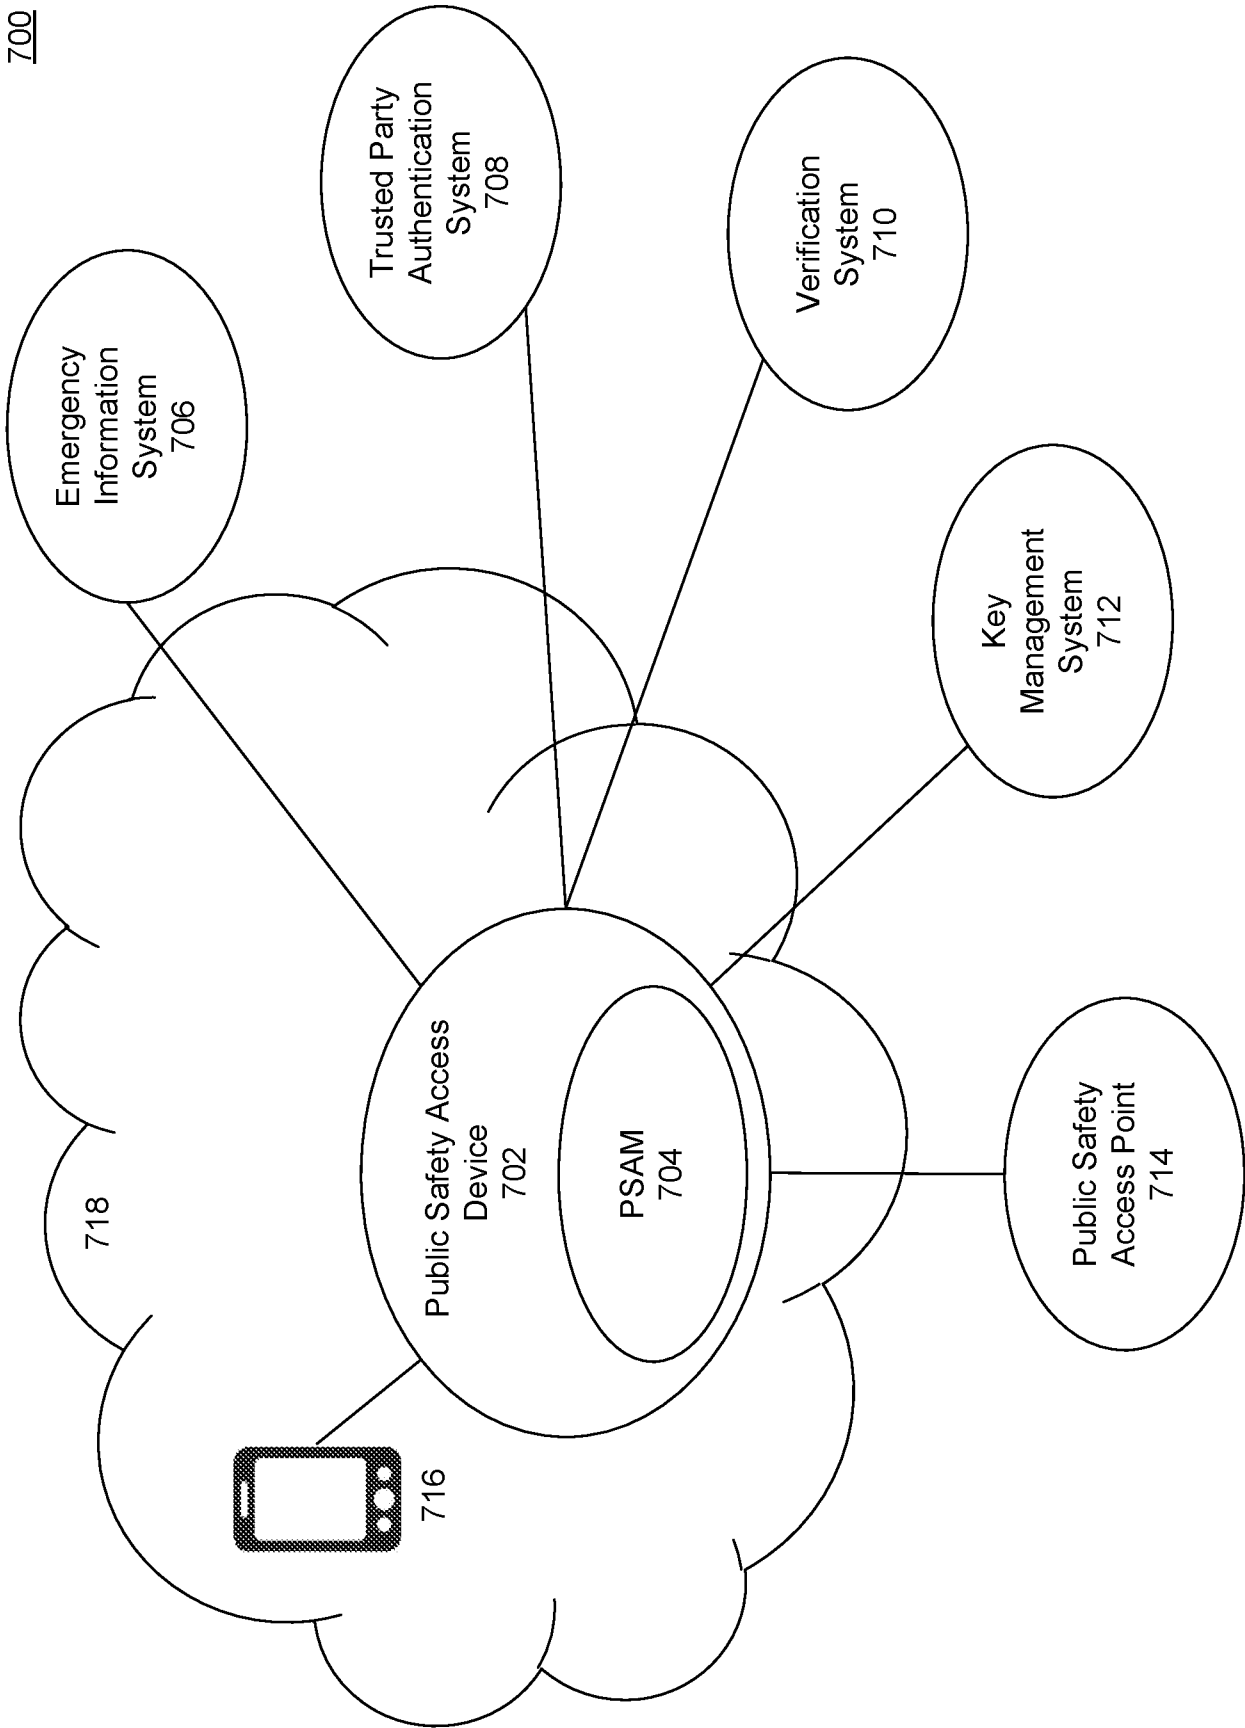 700
Emergency
Information
System
706
Trusted Party
Authentication
System
708
Verification
System
710
Key
Management
System
712
Public Safety
Access Point
714
Public Safety Access
Device
702
PSAM
704
718
716